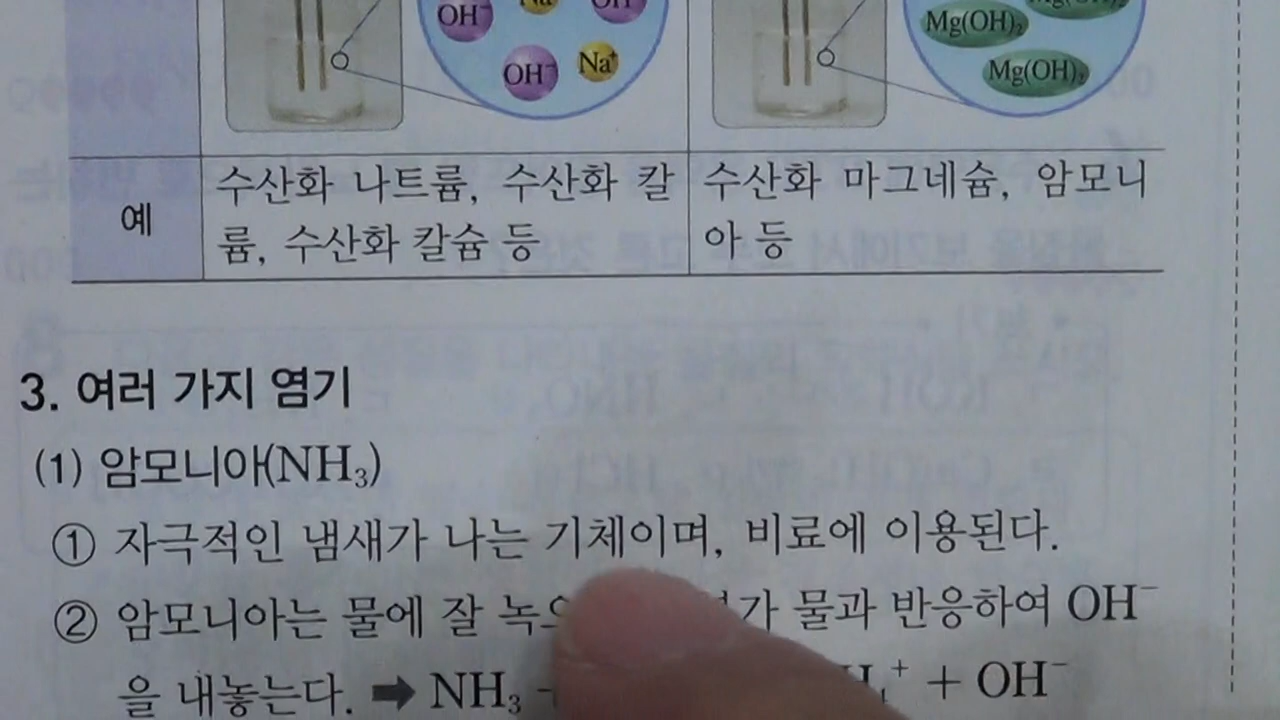 OH⁻ Na⁺ OH⁻
OH⁻ Na⁺
Mg(OH)₂
Mg(OH)₂
Mg(OH)₂
예
수산화 나트륨, 수산화 칼
륨, 수산화 칼슘 등
수산화 마그네슘, 암모니
아 등
3. 여러 가지 염기
(1) 암모니아(NH₃)
① 자극적인 냄새가 나는 기체이며, 비료에 이용된다.
② 암모니아는 물에 잘 물과 반응하여 OH⁻
을 내놓는다. ➡ NH₃ + OH⁻